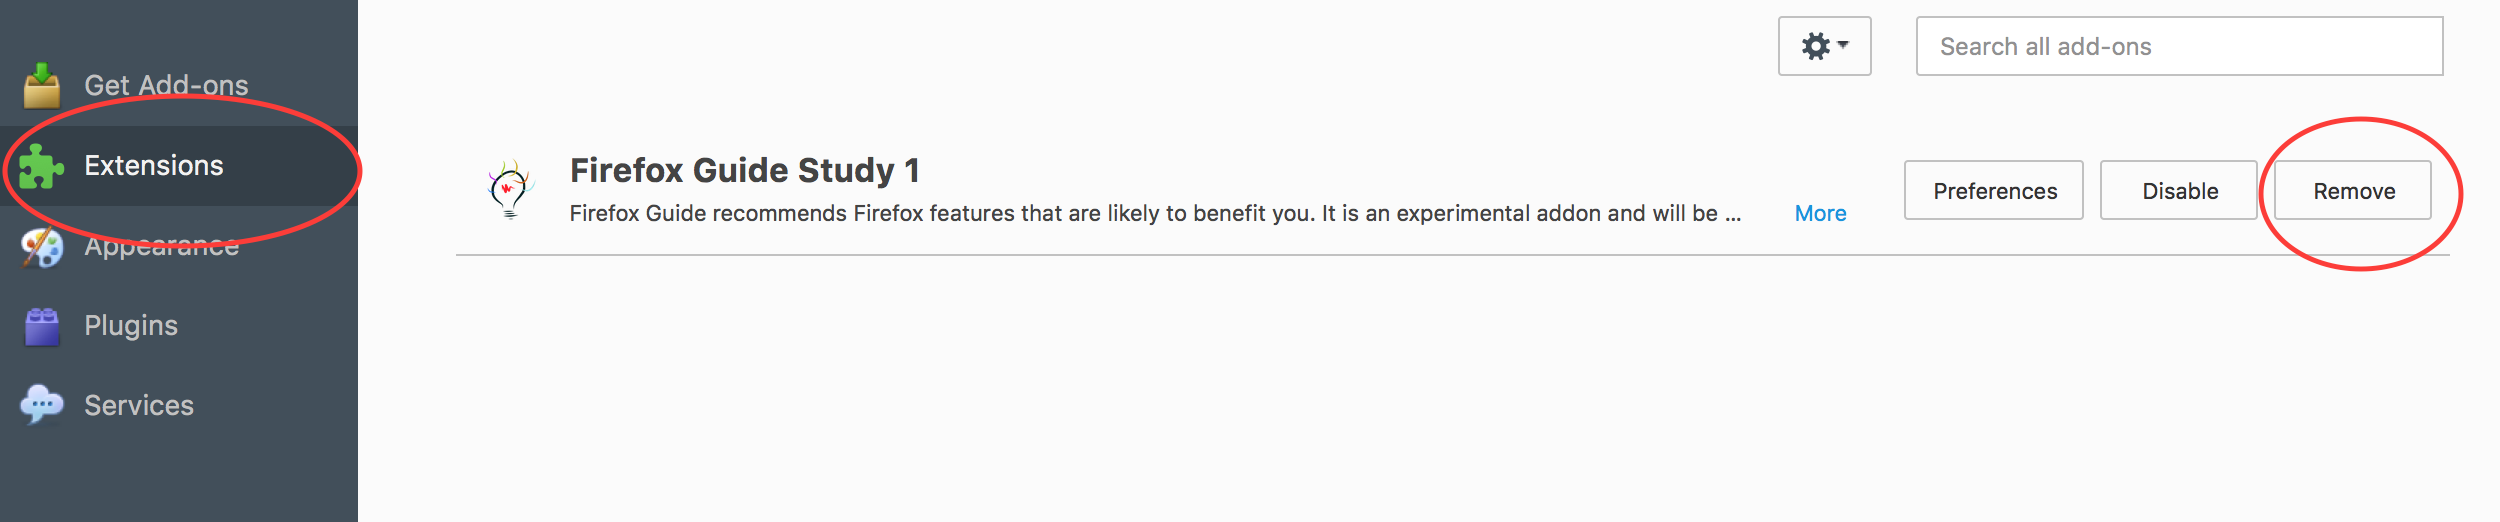 Get Add-ons
Extensions
Appearance
Plugins
Services
Search all add-ons
Firefox Guide Study 1
Firefox Guide recommends Firefox features that are likely to benefit you. It is an experimental addon and will be ... More
Preferences Disable Remove